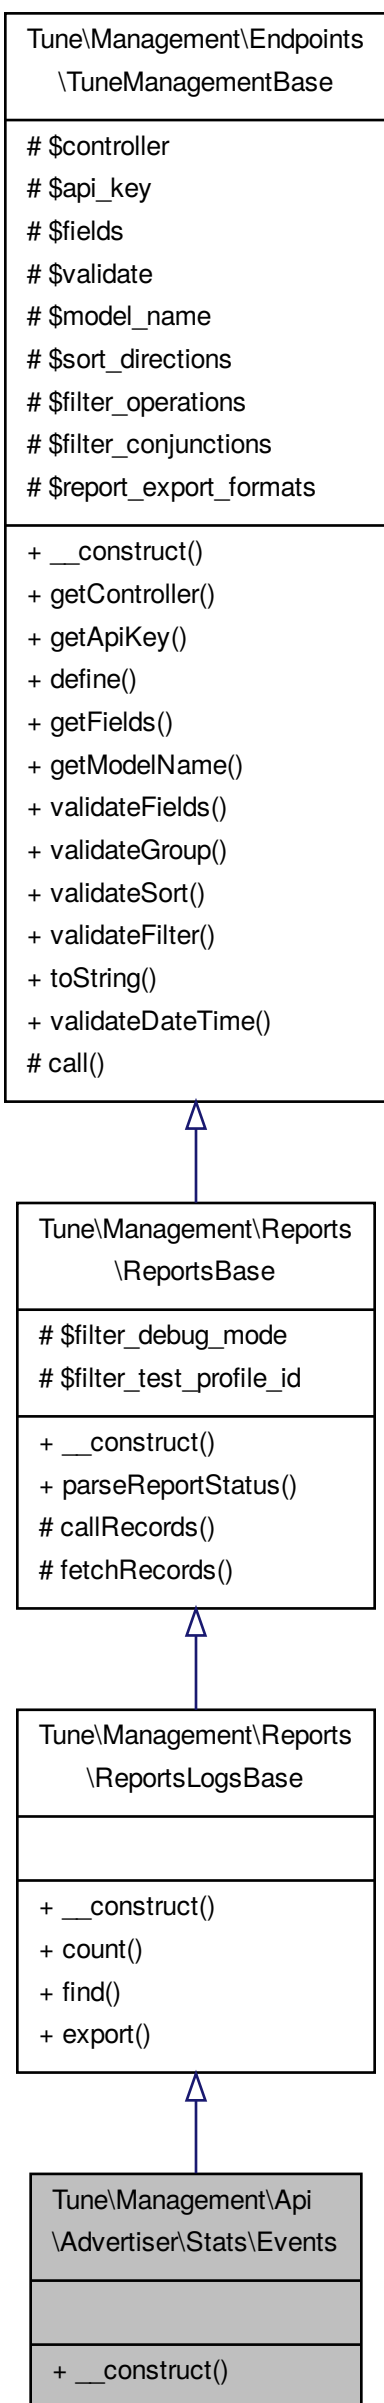 Tune\Management\Endpoints
\TuneManagementBase
# $controller
# $api_key
# $fields
# $validate
# $model_name
# $sort_directions
# $filter_operations
# $filter_conjunctions
# $report_export_formats
+ __construct()
+ getController()
+ getApiKey()
+ define()
+ getFields()
+ getModelName()
+ validateFields()
+ validateGroup()
+ validateSort()
+ validateFilter()
+ toString()
+ validateDateTime()
# call()
Tune\Management\Reports
\ReportsBase
# $filter_debug_mode
# $filter_test_profile_id
+ __construct()
+ parseReportStatus()
# callRecords()
# fetchRecords()
Tune\Management\Reports
\ReportsLogsBase
+ __construct()
+ count()
+ find()
+ export()
Tune\Management\Api
\Advertiser\Stats\Events
+ __construct()